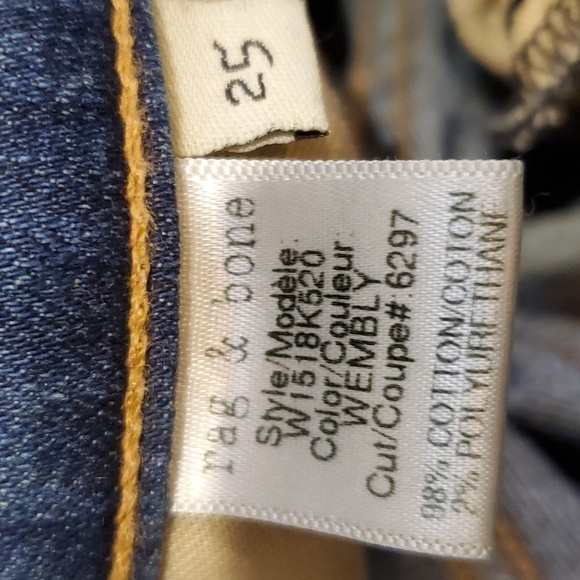 25
rag & bone
Style/Modèle:
W1518K520
Color/Couleur:
WEMBLY
Cut/Coupe#:6297
98% COTTON/COTON
2% POLYURETHANE